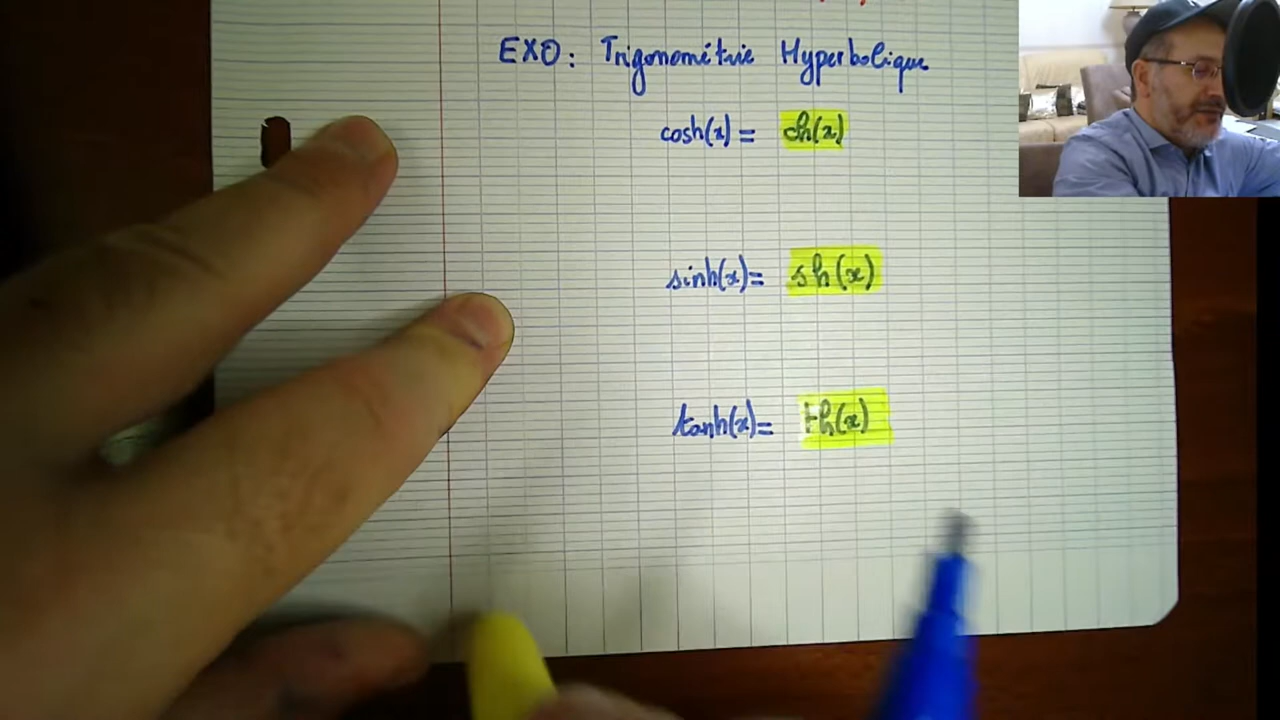 EXO: Trigonométrie Hyperbolique
cosh(x) = ch(x)
sinh(x) = sh(x)
tanh(x) = th(x)